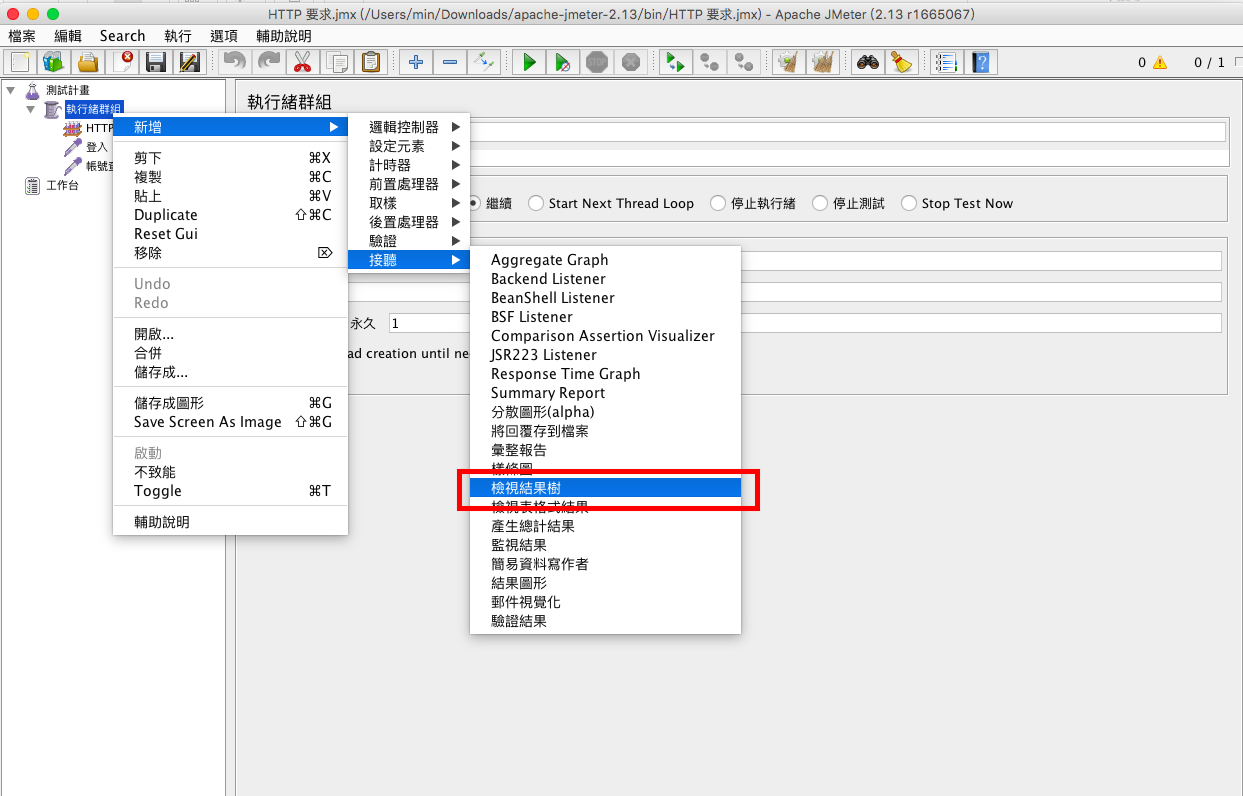 HTTP 要求.jmx (/Users/min/Downloads/apache-jmeter-2.13/bin/HTTP 要求.jmx) - Apache JMeter (2.13 r1665067)
檔案 編輯 Search 執行 選項 輔助說明
0 0 / 1
測試計畫
執行緒群組
HTTP
登入
帳號
工作台
執行緒群組
新增
剪下 ⌘X
複製 ⌘C
貼上 ⌘V
Duplicate ⇧⌘C
Reset Gui
移除 ⌦
Undo
Redo
開啟...
合併
儲存成...
儲存成圖形 ⌘G
Save Screen As Image ⇧⌘G
啟動
不致能
Toggle ⌘T
輔助說明
邏輯控制器
設定元素
計時器
前置處理器
取樣
後置處理器
驗證
接聽
繼續 Start Next Thread Loop 停止執行緒 停止測試 Stop Test Now
永久 1
ad creation until ne
Aggregate Graph
Backend Listener
BeanShell Listener
BSF Listener
Comparison Assertion Visualizer
JSR223 Listener
Response Time Graph
Summary Report
分散圖形(alpha)
將回覆存到檔案
彙整報告
樣條圖
檢視結果樹
檢視表格式結果
產生總計結果
監視結果
簡易資料寫作者
結果圖形
郵件視覺化
驗證結果